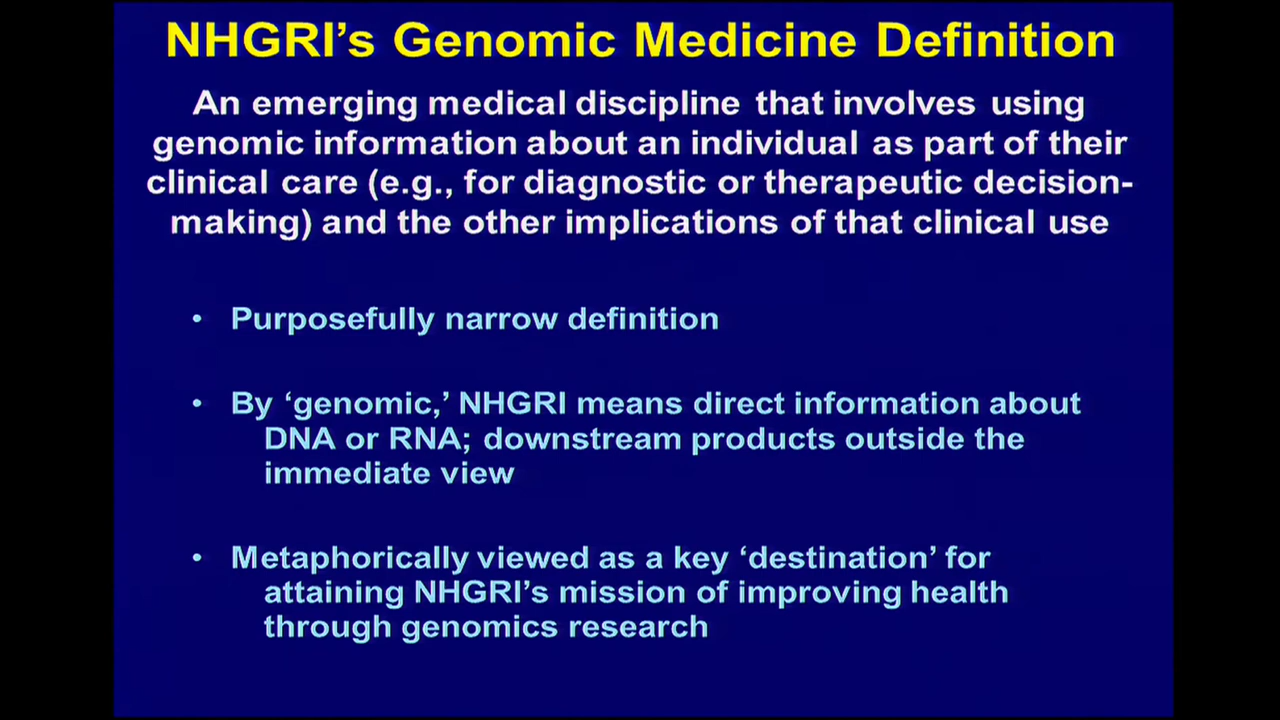 NHGRI’s Genomic Medicine Definition
An emerging medical discipline that involves using
genomic information about an individual as part of their
clinical care (e.g., for diagnostic or therapeutic decision-
making) and the other implications of that clinical use
• Purposefully narrow definition
• By ‘genomic,’ NHGRI means direct information about
DNA or RNA; downstream products outside the
immediate view
• Metaphorically viewed as a key ‘destination’ for
attaining NHGRI’s mission of improving health
through genomics research